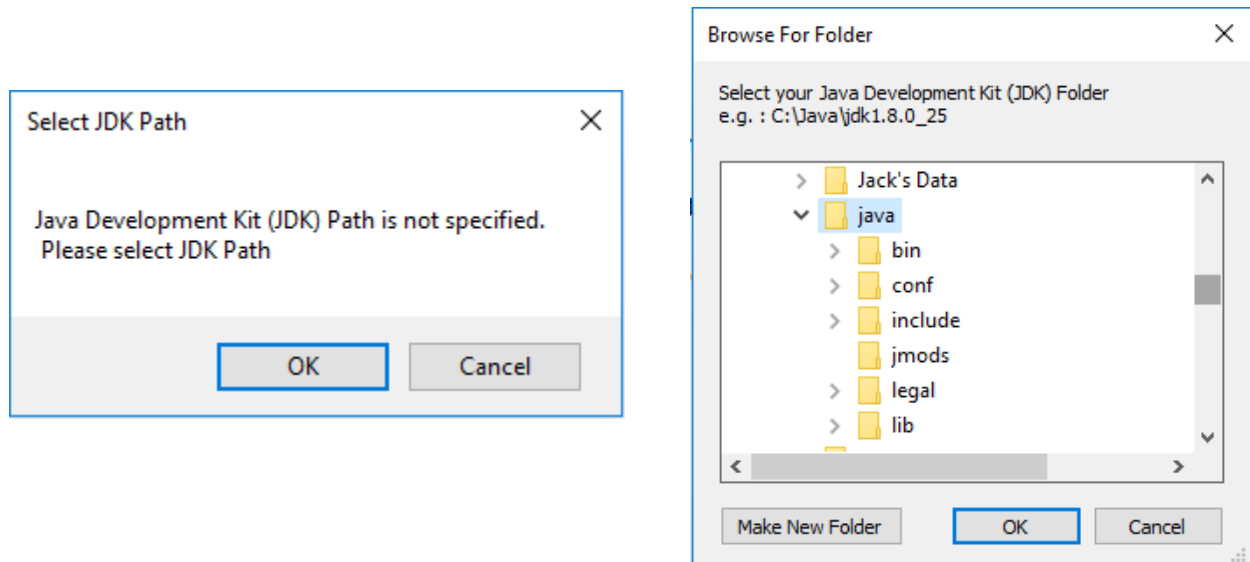 Select JDK Path
Java Development Kit (JDK) Path is not specified.
Please select JDK Path
OK
Cancel
Browse For Folder
Select your Java Development Kit (JDK) Folder
e.g. : C:\Java\jdk1.8.0_25
Jack's Data
java
bin
conf
include
jmods
legal
lib
Make New Folder
OK
Cancel